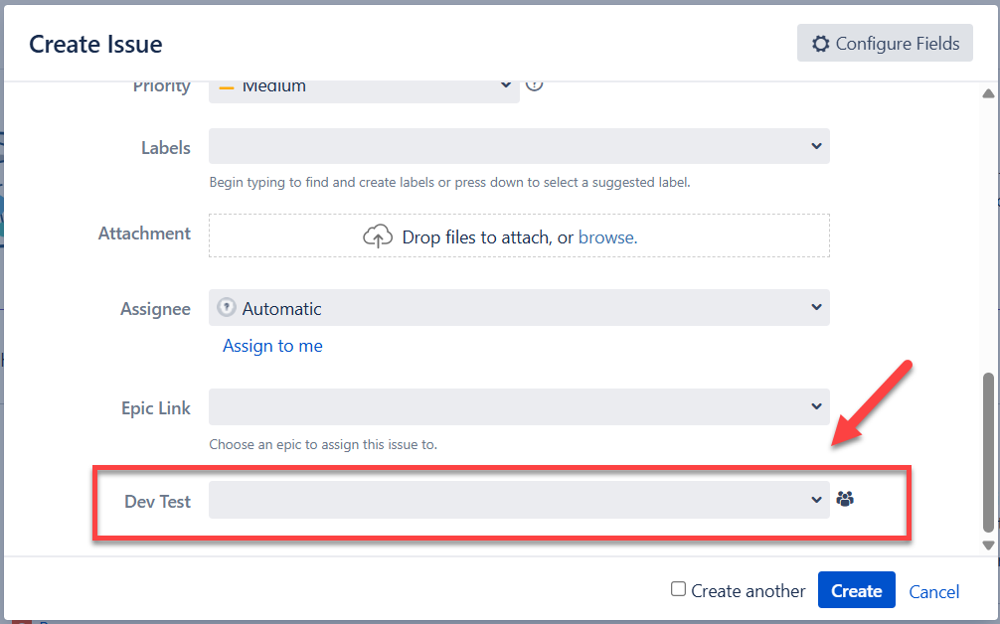 Create Issue
Configure Fields
Priority
Medium
Labels
Begin typing to find and create labels or press down to select a suggested label.
Attachment
Drop files to attach, or browse.
Assignee
Automatic
Assign to me
Epic Link
Choose an epic to assign this issue to.
Dev Test
Create another
Create
Cancel